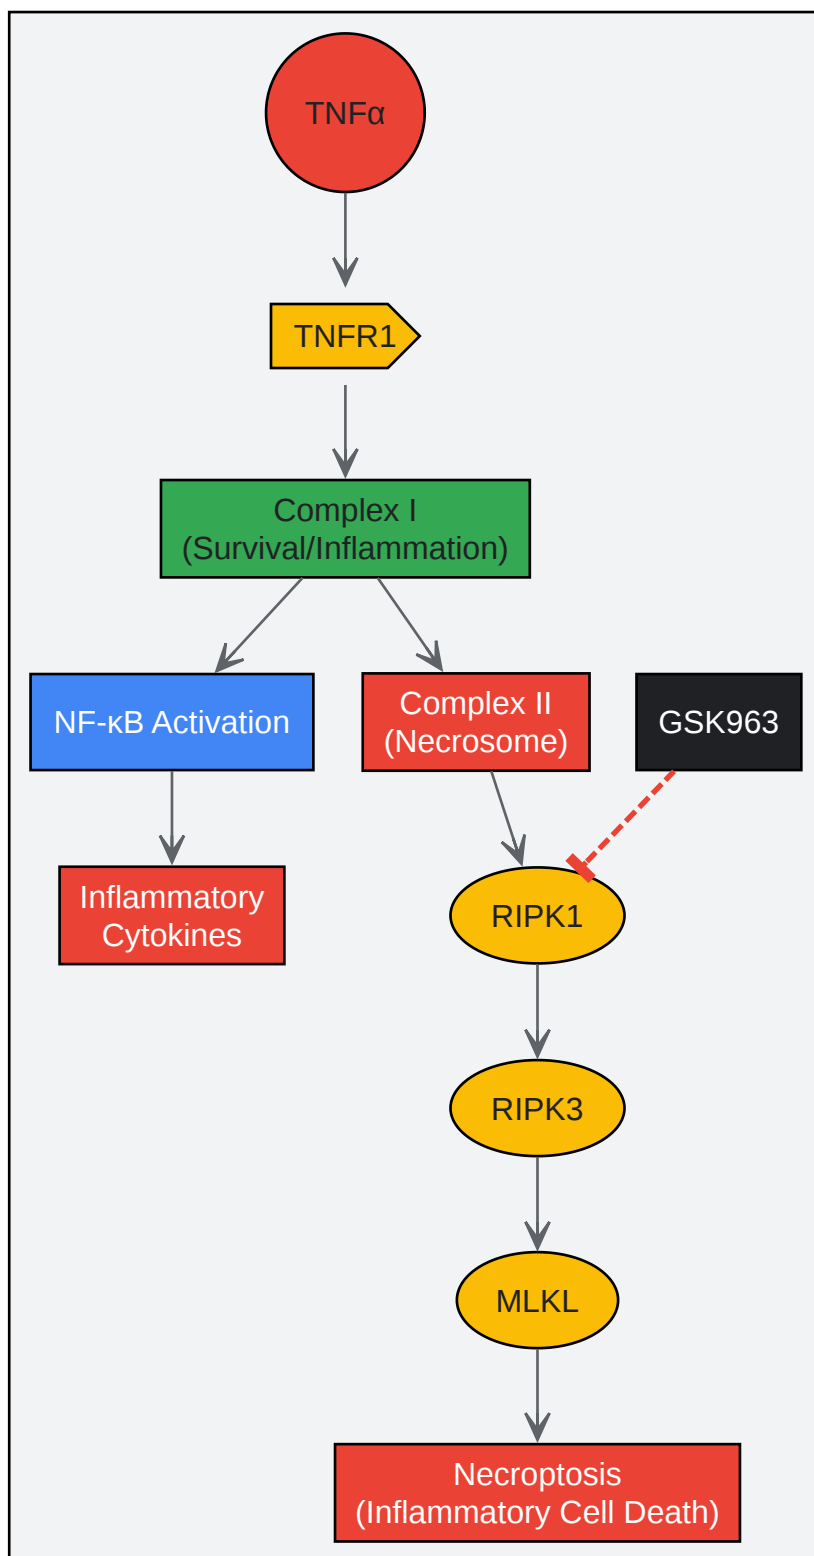 TNFα
TNFR1
Complex I
(Survival/Inflammation)
NF-κB Activation
Complex II
(Necrosome)
GSK963
Inflammatory
Cytokines
RIPK1
RIPK3
MLKL
Necroptosis
(Inflammatory Cell Death)